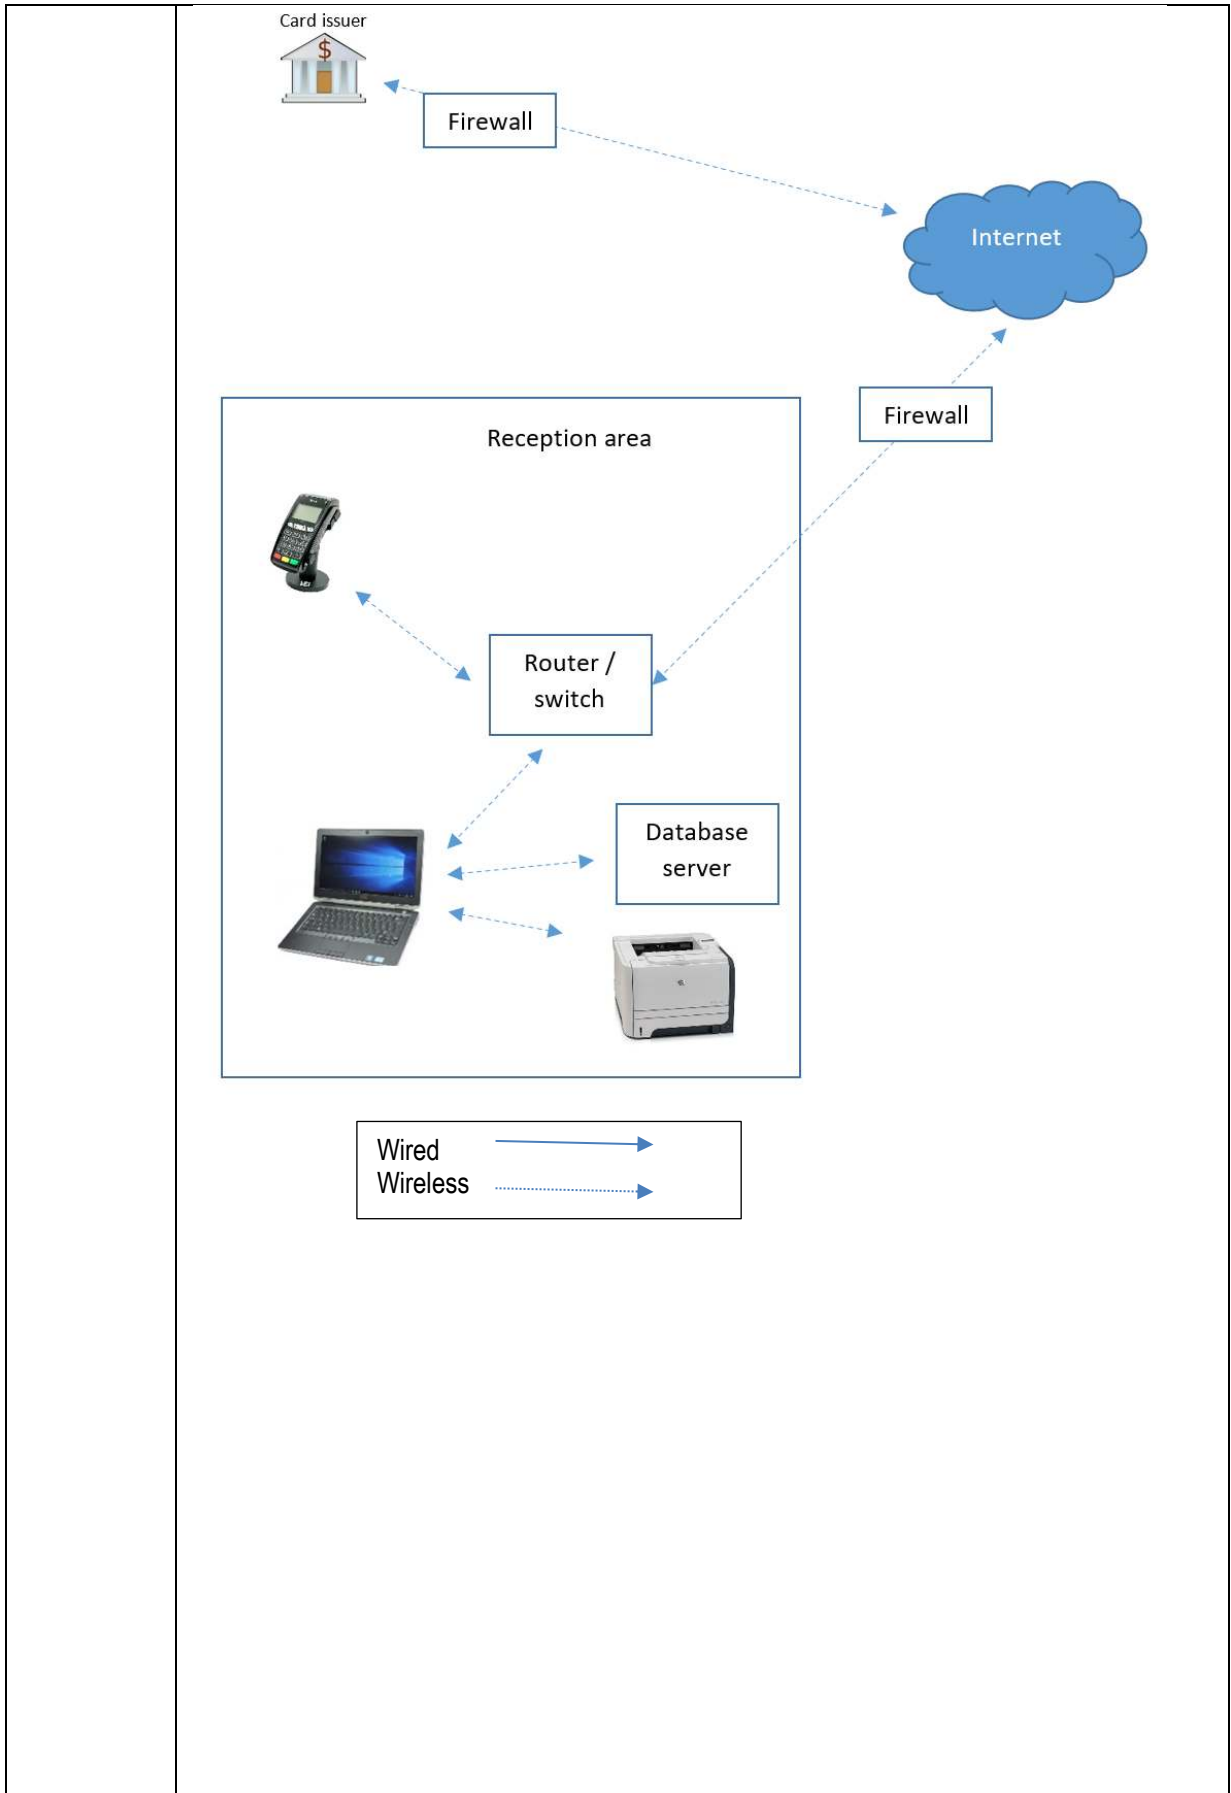 Card issuer
$
Firewall
Internet
Firewall
Reception area
Router /
switch
Database
server
Wired
Wireless